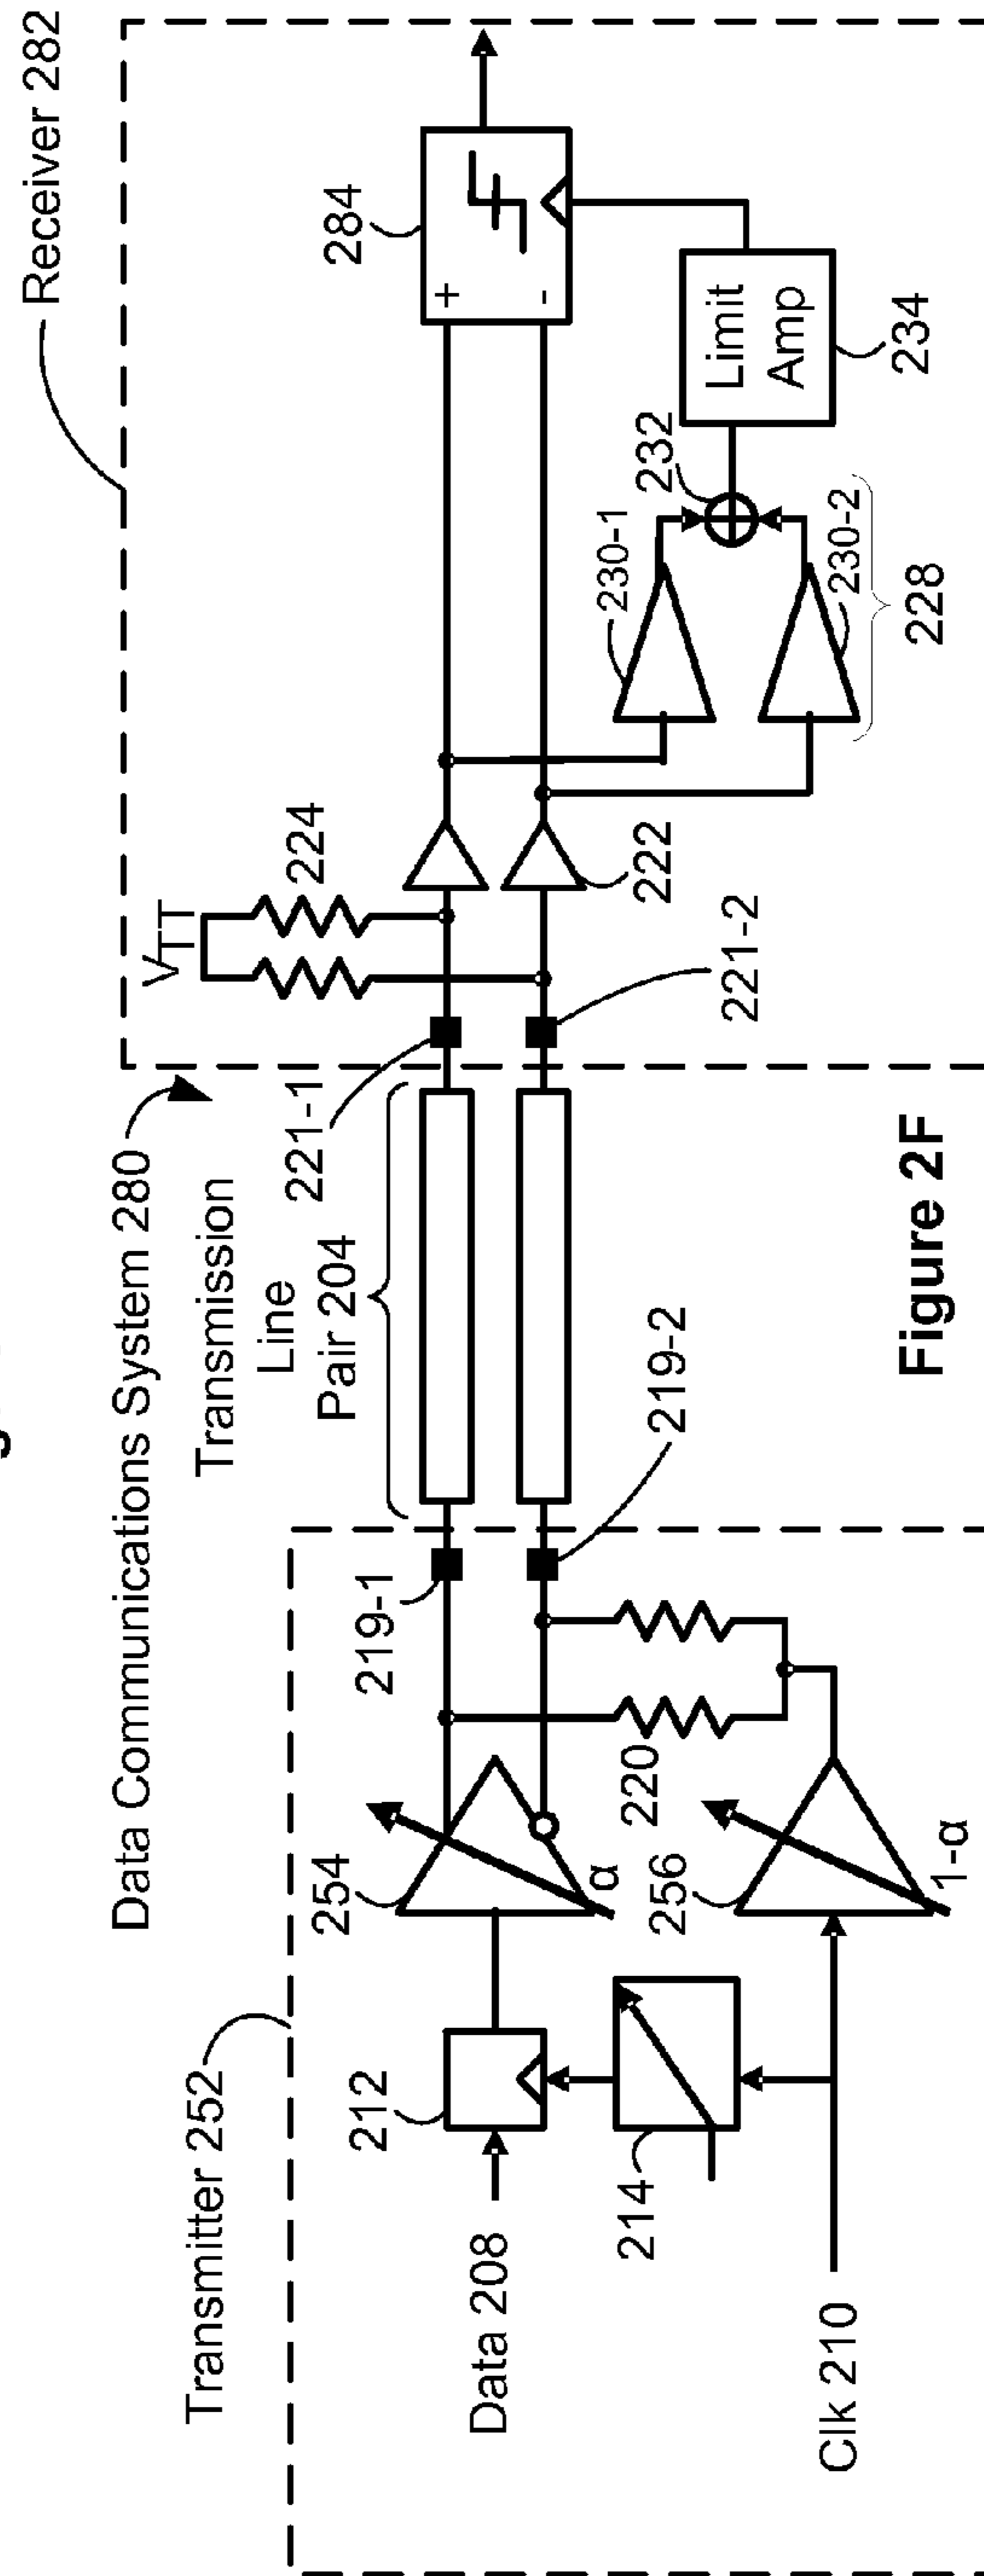 Data Communications System 280
Transmitter 252
Receiver 282
Transmission
Line
Pair 204
Data 208
Clk 210
212
214
254
α
256
1-α
220
219-1
219-2
221-1
221-2
VTT
224
222
284
+
-
230-1
230-2
228
232
Limit
Amp
234
Figure 2F